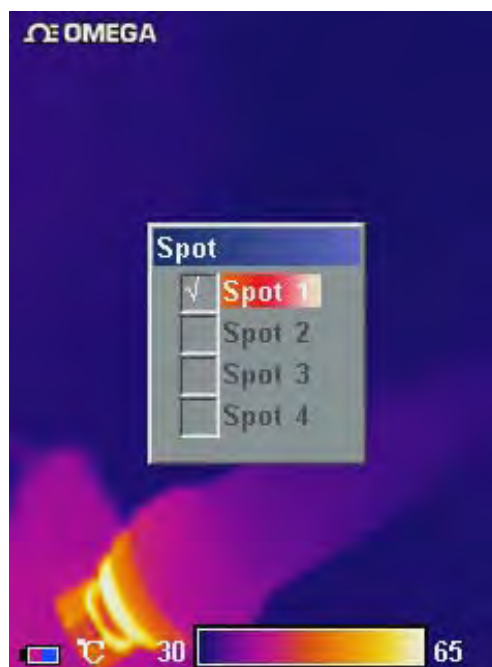 ΩE OMEGA
Spot
√ Spot 1
Spot 2
Spot 3
Spot 4
℃ 30 65